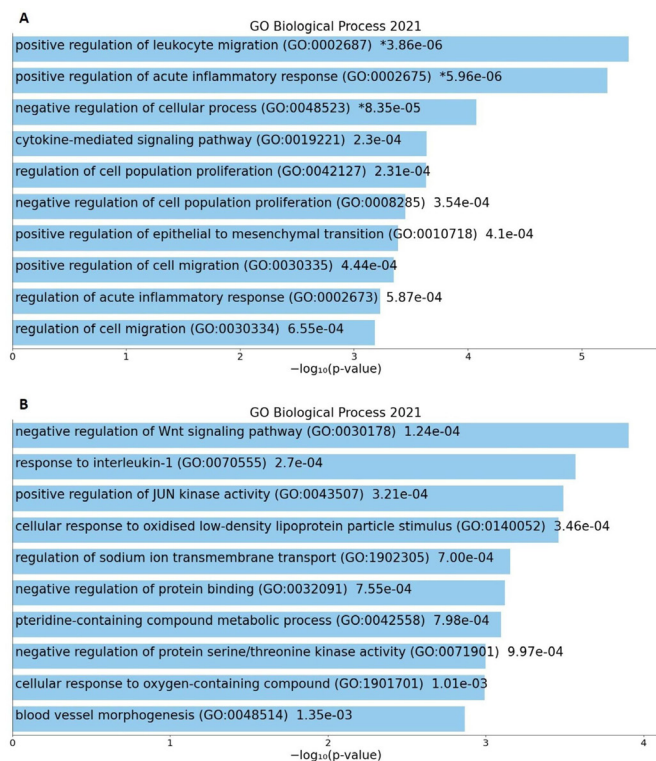 A
GO Biological Process 2021
positive regulation of leukocyte migration (GO:0002687) *3.86e-06
positive regulation of acute inflammatory response (GO:0002675) *5.96e-06
negative regulation of cellular process (GO:0048523) *8.35e-05
cytokine-mediated signaling pathway (GO:0019221) 2.3e-04
regulation of cell population proliferation (GO:0042127) 2.31e-04
negative regulation of cell population proliferation (GO:0008285) 3.54e-04
positive regulation of epithelial to mesenchymal transition (GO:0010718) 4.1e-04
positive regulation of cell migration (GO:0030335) 4.44e-04
regulation of acute inflammatory response (GO:0002673) 5.87e-04
regulation of cell migration (GO:0030334) 6.55e-04
0 1 2 3 4 5
−log₁₀(p-value)
B
GO Biological Process 2021
negative regulation of Wnt signaling pathway (GO:0030178) 1.24e-04
response to interleukin-1 (GO:0070555) 2.7e-04
positive regulation of JUN kinase activity (GO:0043507) 3.21e-04
cellular response to oxidised low-density lipoprotein particle stimulus (GO:0140052) 3.46e-04
regulation of sodium ion transmembrane transport (GO:1902305) 7.00e-04
negative regulation of protein binding (GO:0032091) 7.55e-04
pteridine-containing compound metabolic process (GO:0042558) 7.98e-04
negative regulation of protein serine/threonine kinase activity (GO:0071901) 9.97e-04
cellular response to oxygen-containing compound (GO:1901701) 1.01e-03
blood vessel morphogenesis (GO:0048514) 1.35e-03
0 1 2 3 4
−log₁₀(p-value)